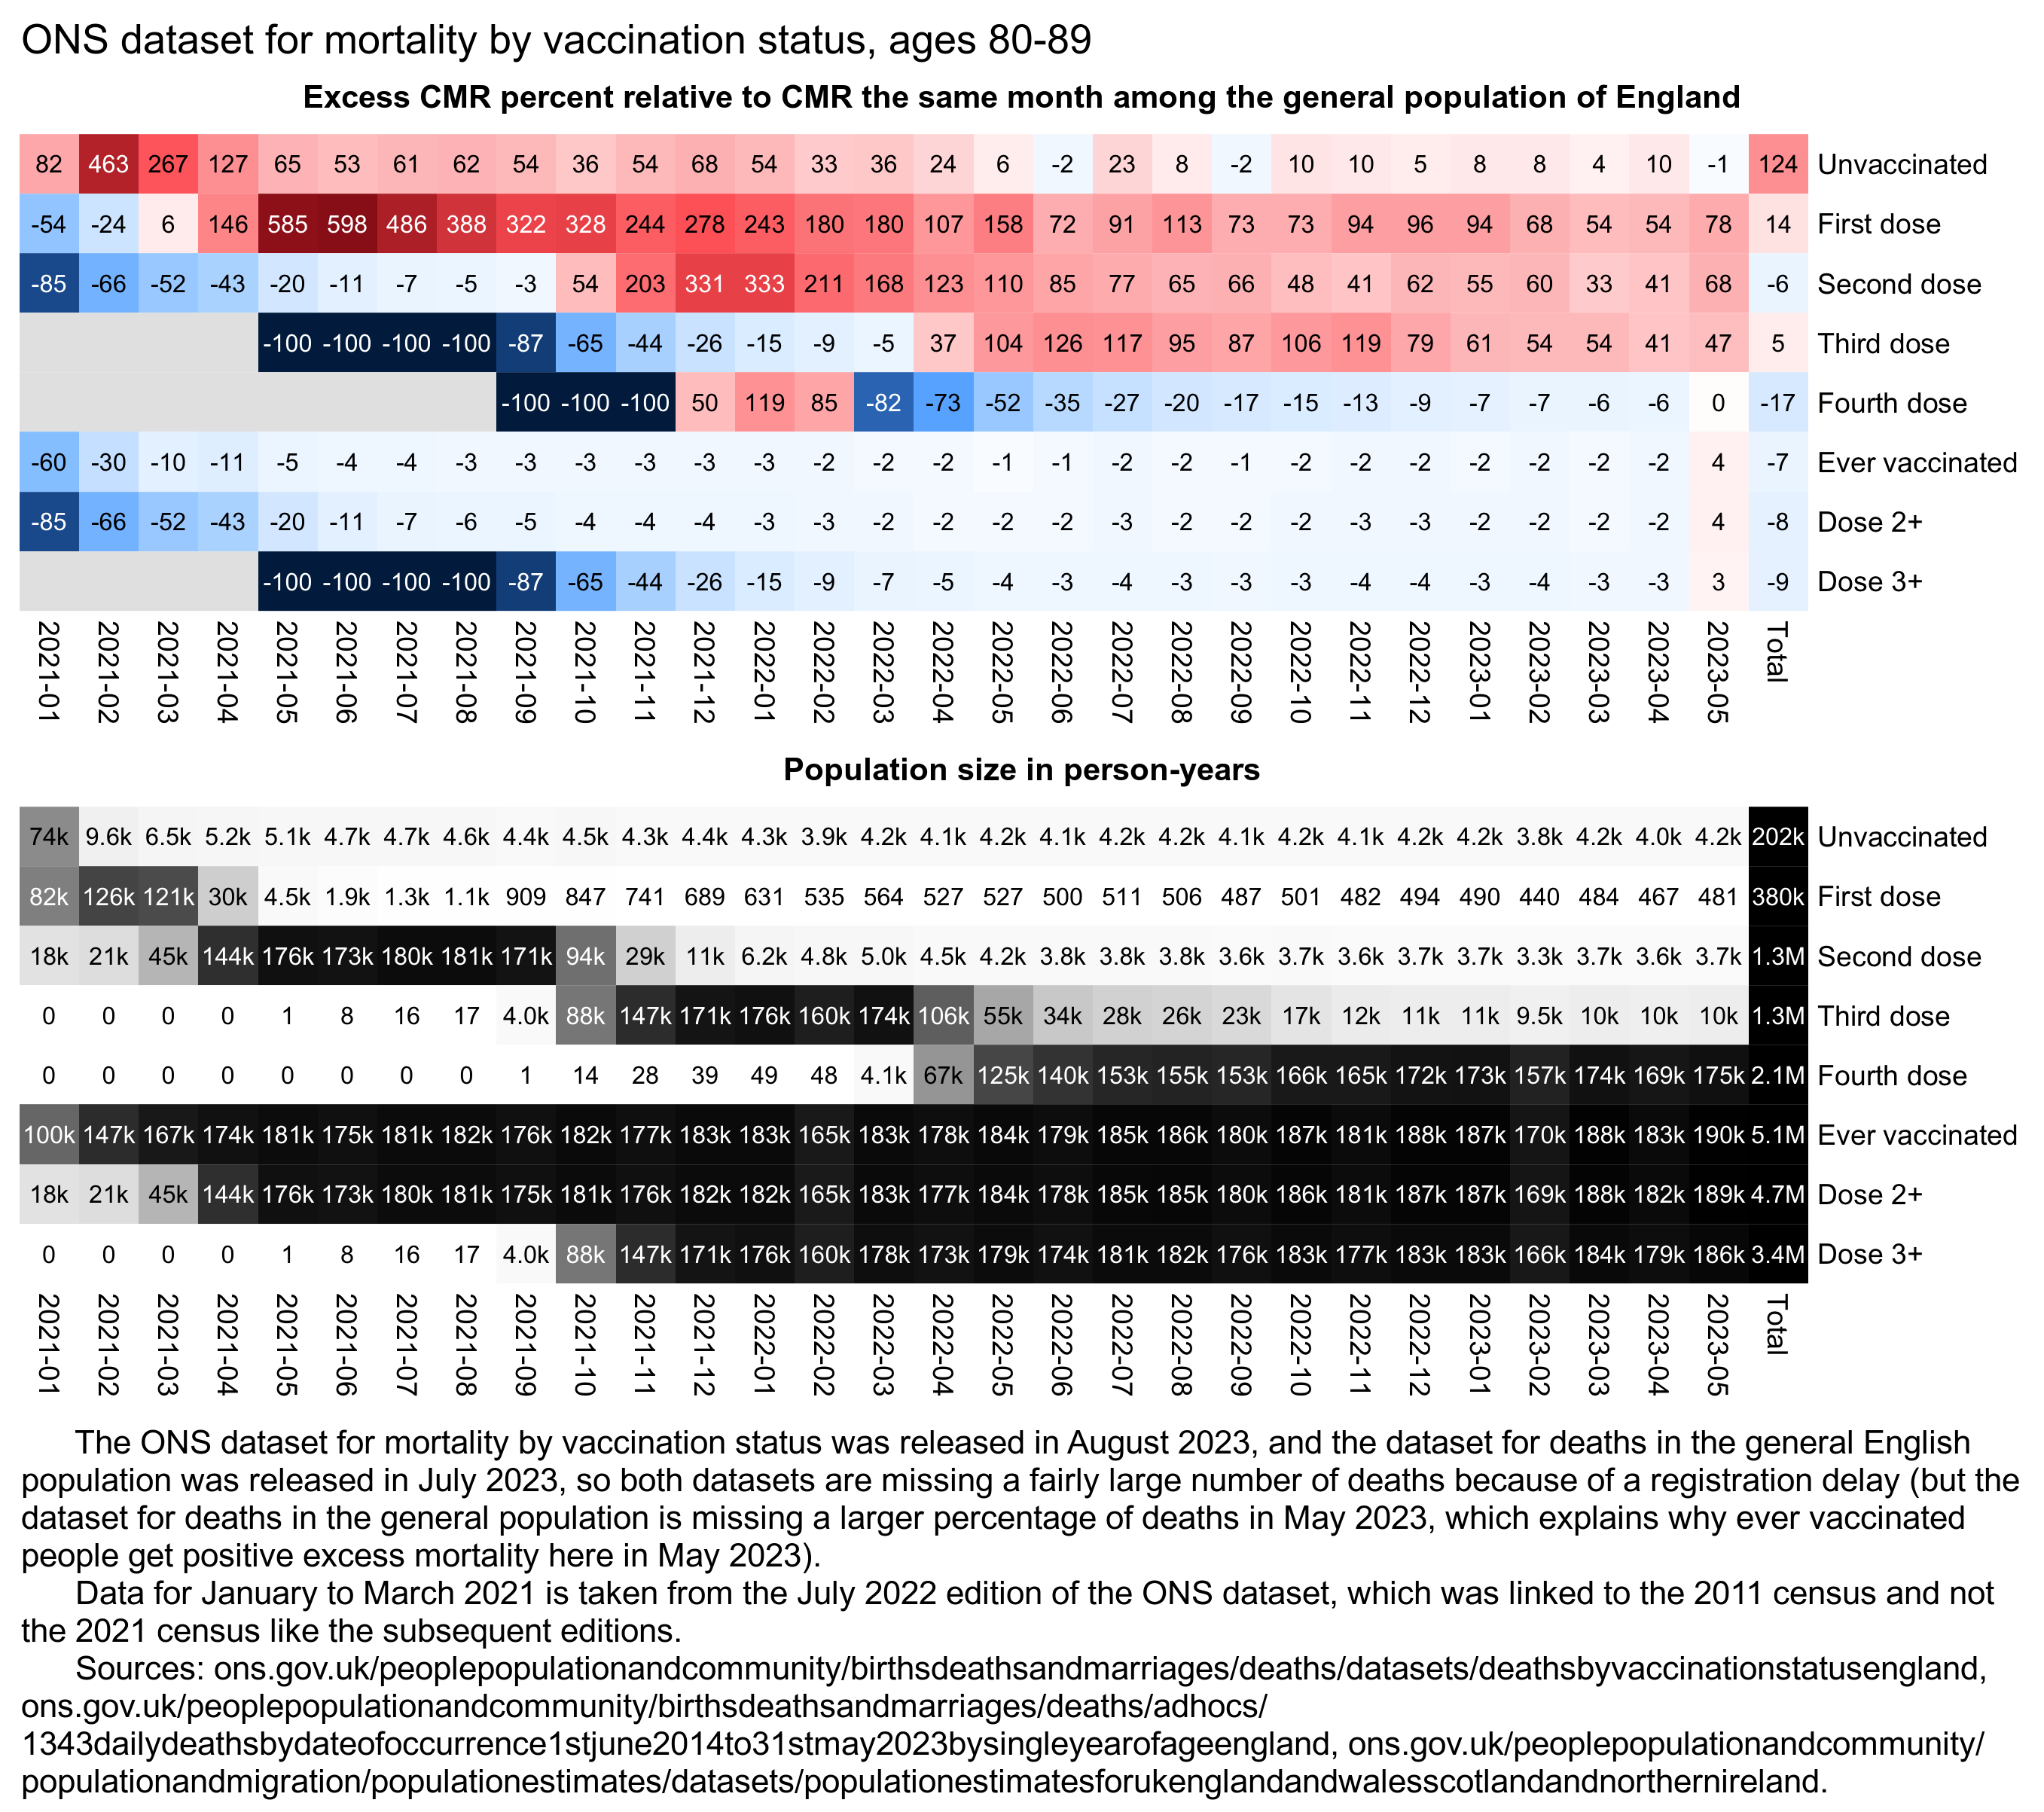 ONS dataset for mortality by vaccination status, ages 80-89
Excess CMR percent relative to CMR the same month among the general population of England
82 463 267 127 65 53 61 62 54 36 54 68 54 33 36 24 6 -2 23 8 -2 10 10 5 8 8 4 10 -1 124 Unvaccinated
-54 -24 6 146 585 598 486 388 322 328 244 278 243 180 180 107 158 72 91 113 73 73 94 96 94 68 54 54 78 14 First dose
-85 -66 -52 -43 -20 -11 -7 -5 -3 54 203 331 333 211 168 123 110 85 77 65 66 48 41 62 55 60 33 41 68 -6 Second dose
-100 -100 -100 -100 -87 -65 -44 -26 -15 -9 -5 37 104 126 117 95 87 106 119 79 61 54 54 41 47 5 Third dose
-100 -100 -100 50 119 85 -82 -73 -52 -35 -27 -20 -17 -15 -13 -9 -7 -7 -6 -6 0 -17 Fourth dose
-60 -30 -10 -11 -5 -4 -4 -3 -3 -3 -3 -3 -3 -2 -2 -2 -1 -1 -2 -2 -1 -2 -2 -2 -2 -2 -2 -2 4 -7 Ever vaccinated
-85 -66 -52 -43 -20 -11 -7 -6 -5 -4 -4 -4 -3 -3 -2 -2 -2 -2 -3 -2 -2 -2 -3 -3 -2 -2 -2 -2 4 -8 Dose 2+
-100 -100 -100 -100 -87 -65 -44 -26 -15 -9 -7 -5 -4 -3 -4 -3 -3 -3 -4 -4 -3 -4 -3 -3 3 -9 Dose 3+
2021-01 2021-02 2021-03 2021-04 2021-05 2021-06 2021-07 2021-08 2021-09 2021-10 2021-11 2021-12 2022-01 2022-02 2022-03 2022-04 2022-05 2022-06 2022-07 2022-08 2022-09 2022-10 2022-11 2022-12 2023-01 2023-02 2023-03 2023-04 2023-05 Total
Population size in person-years
74k 9.6k 6.5k 5.2k 5.1k 4.7k 4.7k 4.6k 4.4k 4.5k 4.3k 4.4k 4.3k 3.9k 4.2k 4.1k 4.2k 4.1k 4.2k 4.2k 4.1k 4.2k 4.1k 4.2k 4.2k 3.8k 4.2k 4.0k 4.2k 202k Unvaccinated
82k 126k 121k 30k 4.5k 1.9k 1.3k 1.1k 909 847 741 689 631 535 564 527 527 500 511 506 487 501 482 494 490 440 484 467 481 380k First dose
18k 21k 45k 144k 176k 173k 180k 181k 171k 94k 29k 11k 6.2k 4.8k 5.0k 4.5k 4.2k 3.8k 3.8k 3.8k 3.6k 3.7k 3.6k 3.7k 3.7k 3.3k 3.7k 3.6k 3.7k 1.3M Second dose
0 0 0 0 1 8 16 17 4.0k 88k 147k 171k 176k 160k 174k 106k 55k 34k 28k 26k 23k 17k 12k 11k 11k 9.5k 10k 10k 10k 1.3M Third dose
0 0 0 0 0 0 0 0 1 14 28 39 49 48 4.1k 67k 125k 140k 153k 155k 153k 166k 165k 172k 173k 157k 174k 169k 175k 2.1M Fourth dose
100k 147k 167k 174k 181k 175k 181k 182k 176k 182k 177k 183k 183k 165k 183k 178k 184k 179k 185k 186k 180k 187k 181k 188k 187k 170k 188k 183k 190k 5.1M Ever vaccinated
18k 21k 45k 144k 176k 173k 180k 181k 175k 181k 176k 182k 182k 165k 183k 177k 184k 178k 185k 185k 180k 186k 181k 187k 187k 169k 188k 182k 189k 4.7M Dose 2+
0 0 0 0 1 8 16 17 4.0k 88k 147k 171k 176k 160k 178k 173k 179k 174k 181k 182k 176k 183k 177k 183k 183k 166k 184k 179k 186k 3.4M Dose 3+
2021-01 2021-02 2021-03 2021-04 2021-05 2021-06 2021-07 2021-08 2021-09 2021-10 2021-11 2021-12 2022-01 2022-02 2022-03 2022-04 2022-05 2022-06 2022-07 2022-08 2022-09 2022-10 2022-11 2022-12 2023-01 2023-02 2023-03 2023-04 2023-05 Total
The ONS dataset for mortality by vaccination status was released in August 2023, and the dataset for deaths in the general English
population was released in July 2023, so both datasets are missing a fairly large number of deaths because of a registration delay (but the
dataset for deaths in the general population is missing a larger percentage of deaths in May 2023, which explains why ever vaccinated
people get positive excess mortality here in May 2023).
Data for January to March 2021 is taken from the July 2022 edition of the ONS dataset, which was linked to the 2011 census and not
the 2021 census like the subsequent editions.
Sources: ons.gov.uk/peoplepopulationandcommunity/birthsdeathsandmarriages/deaths/datasets/deathsbyvaccinationstatusengland,
ons.gov.uk/peoplepopulationandcommunity/birthsdeathsandmarriages/deaths/adhocs/
1343dailydeathsbydateofoccurrence1stjune2014to31stmay2023bysingleyearofageengland, ons.gov.uk/peoplepopulationandcommunity/
populationandmigration/populationestimates/datasets/populationestimatesforukenglandandwalesscotlandandnorthernireland.